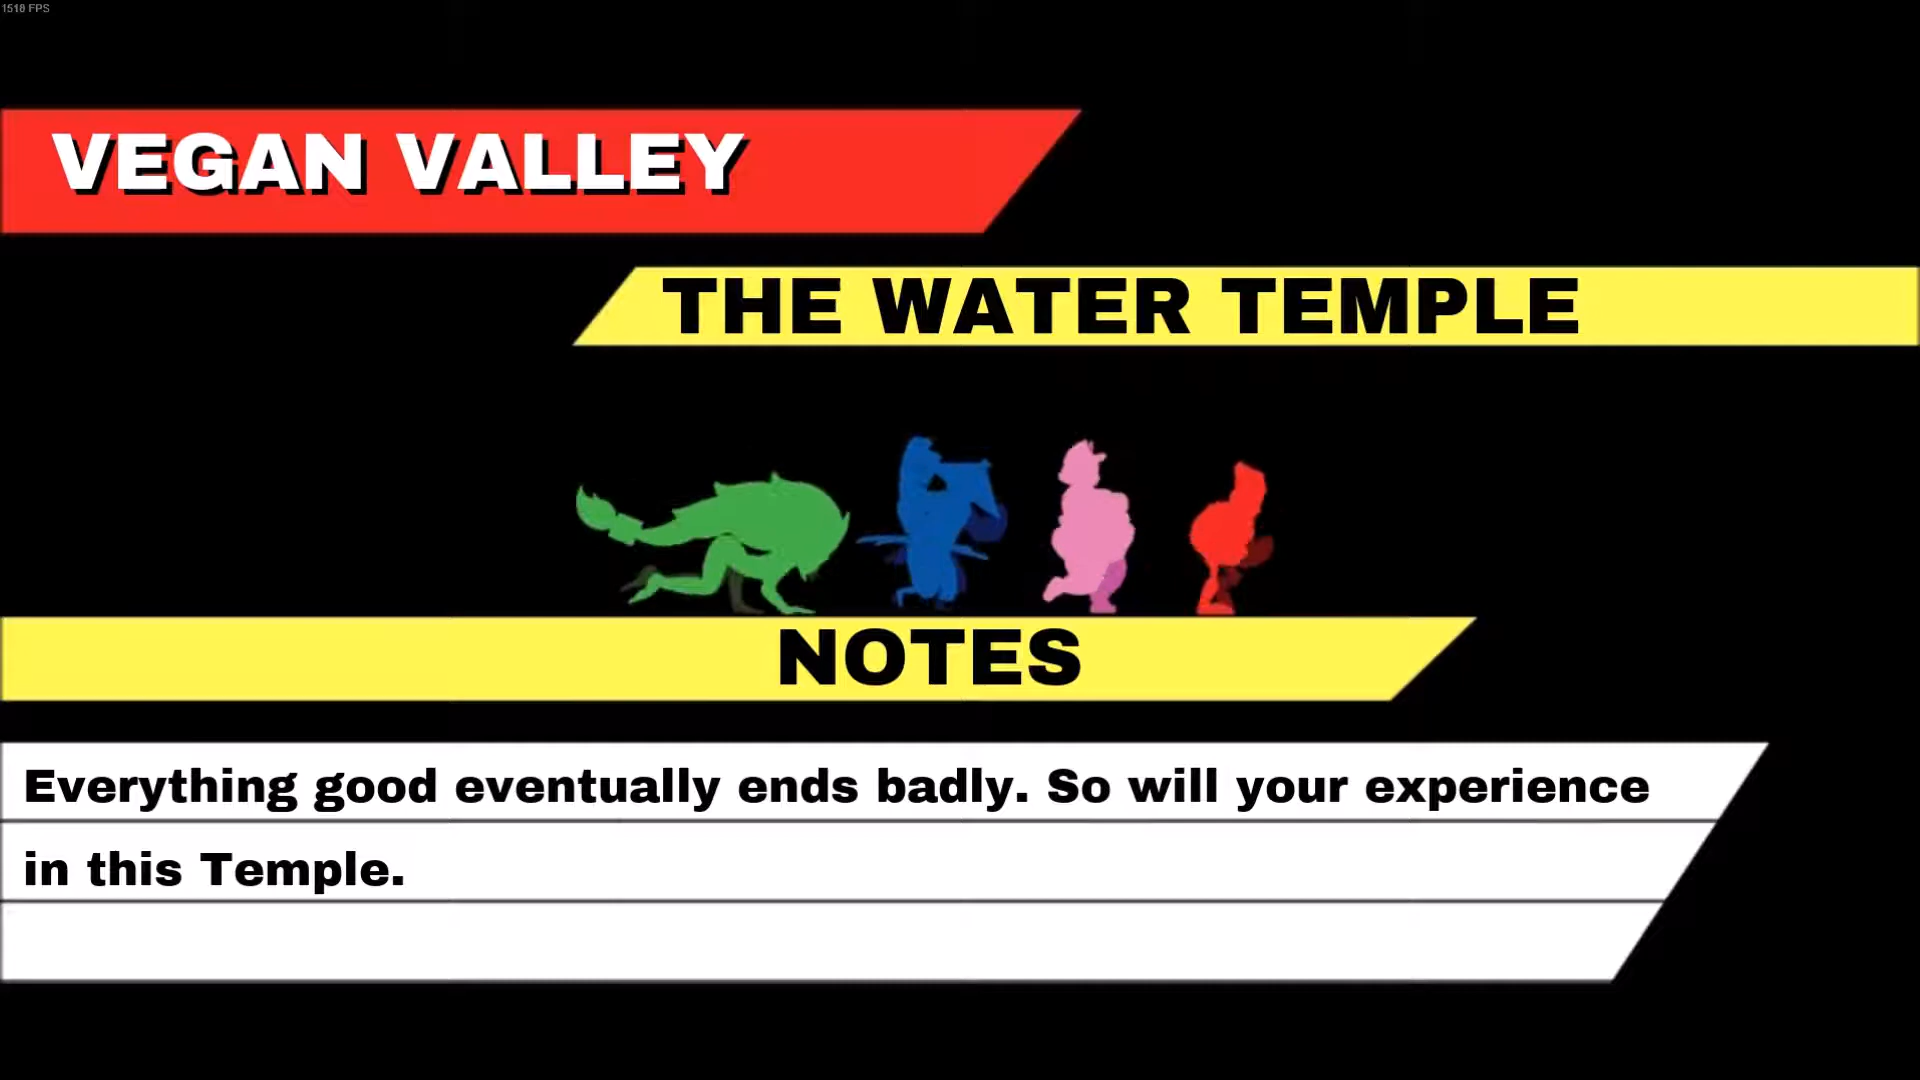 1518 FPS
VEGAN VALLEY
THE WATER TEMPLE
NOTES
Everything good eventually ends badly. So will your experience
in this Temple.